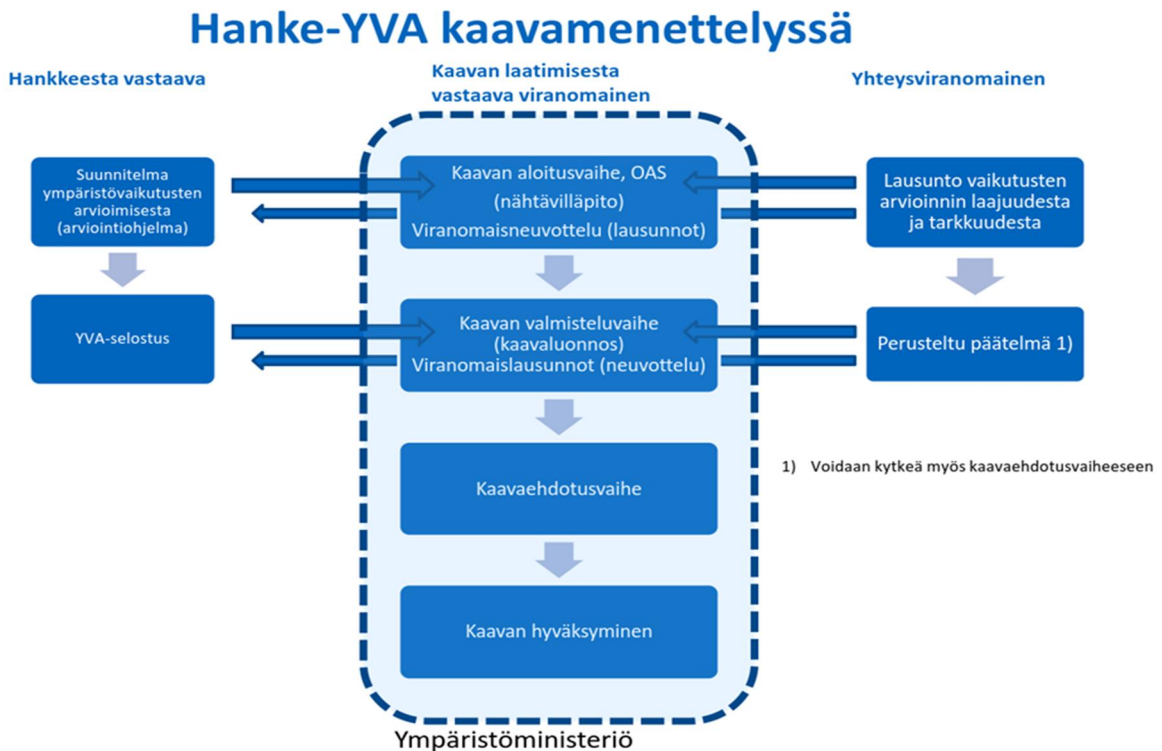 Hanke-YVA kaavamenettelyssä
Hankkeesta vastaava
Kaavan laatimisesta
vastaava viranomainen
Yhteysviranomainen
Suunnitelma
ympäristövaikutusten
arvioimisesta
(arviointiohjelma)
Kaavan aloitusvaihe, OAS
(nähtävilläpito)
Viranomaisneuvottelu (lausunnot)
Lausunto vaikutusten
arvioinnin laajuudesta
ja tarkkuudesta
YVA-selostus
Kaavan valmisteluvaihe
(kaavaluonnos)
Viranomaislausunnot (neuvottelu)
Perusteltu päätelmä 1)
Kaavaehdotusvaihe
1) Voidaan kytkeä myös kaavaehdotusvaiheeseen
Kaavan hyväksyminen
Ympäristöministeriö